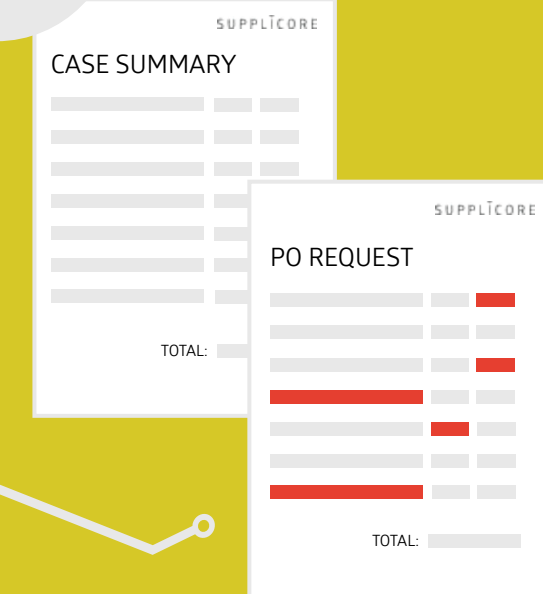 SUPPLĪCORE
CASE SUMMARY
TOTAL:
SUPPLĪCORE
PO REQUEST
TOTAL: